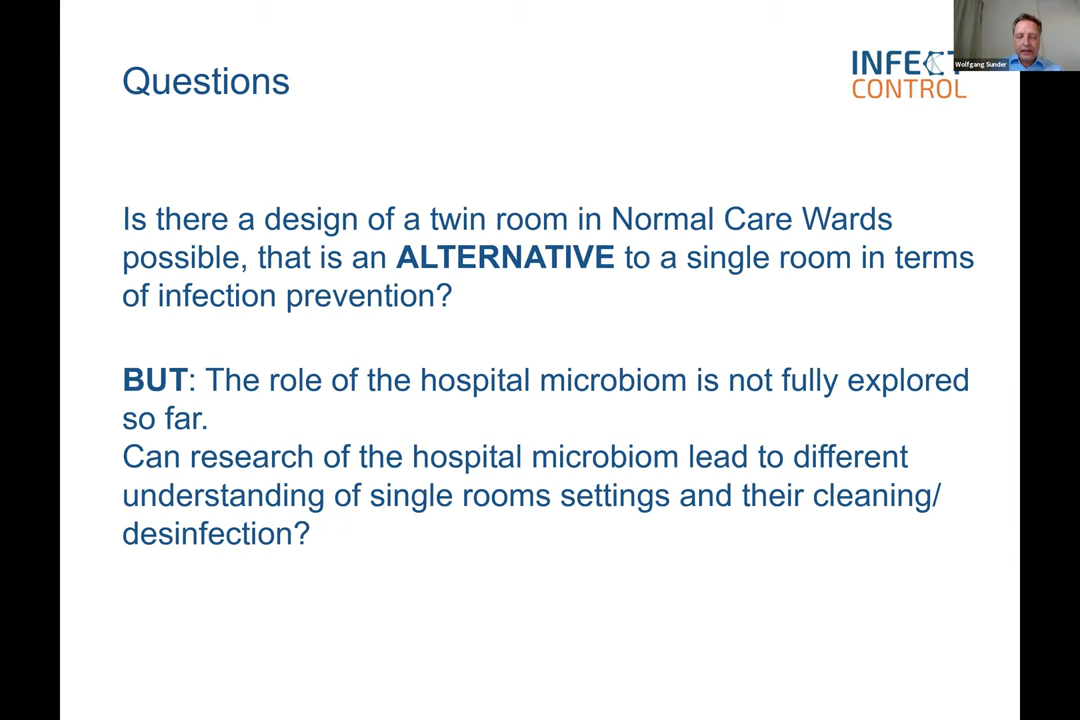 Questions
INFECT
CONTROL
Wolfgang Sunder
Is there a design of a twin room in Normal Care Wards
possible, that is an ALTERNATIVE to a single room in terms
of infection prevention?
BUT: The role of the hospital microbiom is not fully explored
so far.
Can research of the hospital microbiom lead to different
understanding of single rooms settings and their cleaning/
desinfection?